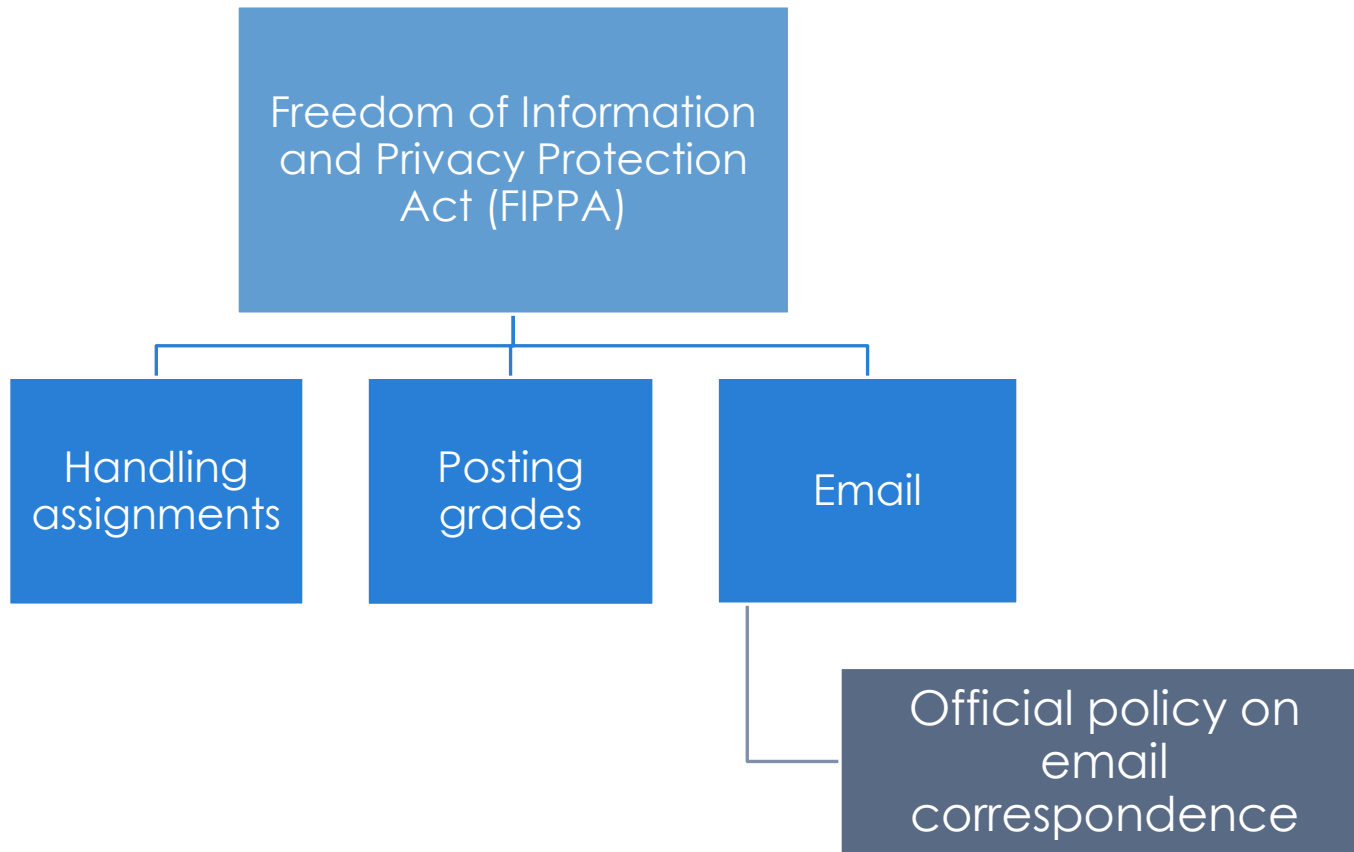 Freedom of Information
and Privacy Protection
Act (FIPPA)
Handling
assignments
Posting
grades
Email
Official policy on
email
correspondence